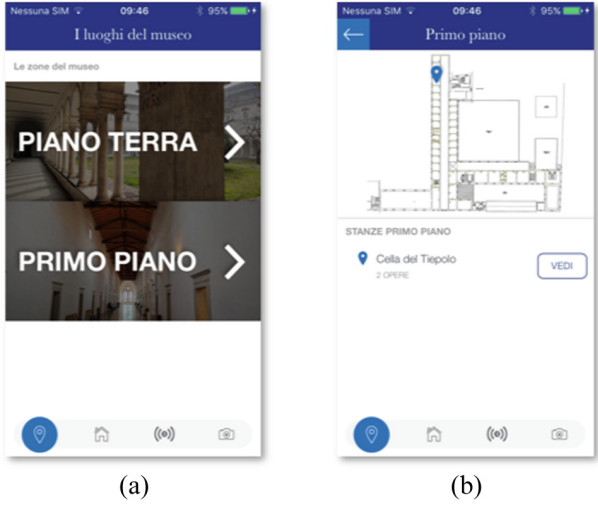 Nessuna SIM 09:46 95%
I luoghi del museo
Le zone del museo
PIANO TERRA
PRIMO PIANO
(a)
Nessuna SIM 09:46 95%
Primo piano
STANZE PRIMO PIANO
Cella del Tiepolo
2 OPERE
VEDI
(b)